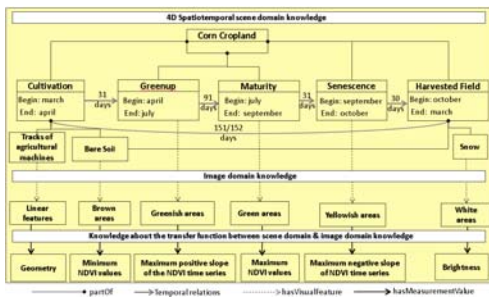 4D Spatiotemporal scene domain knowledge
Corn Cropland
Cultivation
Begin: march
End: april
31
days
Greenup
Begin: april
End: july
91
days
Maturity
Begin: july
End: september
31
days
Senescence
Begin: september
End: october
30
days
Harvested Field
Begin: october
End: march
151/152
days
Tracks of
agricultural
machines
Bare Soil
Snow
Image domain knowledge
Linear
features
Brown
areas
Greenish areas
Green areas
Yellowish areas
White
areas
Knowledge about the transfer function between scene domain & image domain knowledge
Geometry
Minimum
NDVI values
Maximum positive slope
of the NDVI time series
Maximum
NDVI values
Maximum negative slope
of the NDVI time series
Brightness
partOf
Temporal relations
hasVisualFeature
hasMeasurementValue